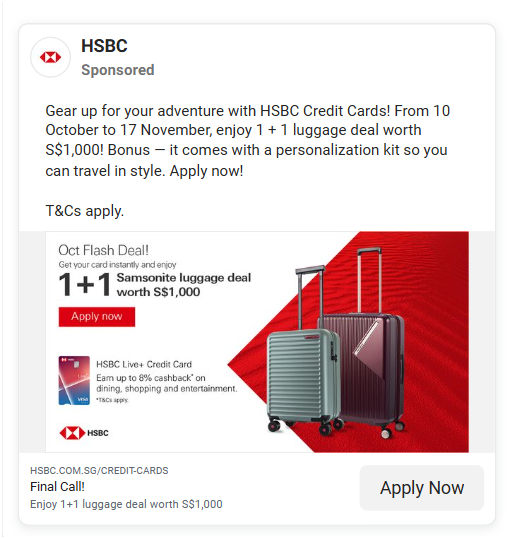 HSBC
Sponsored
Gear up for your adventure with HSBC Credit Cards! From 10
October to 17 November, enjoy 1 + 1 luggage deal worth
S$1,000! Bonus — it comes with a personalization kit so you
can travel in style. Apply now!
T&Cs apply.
Oct Flash Deal!
Get your card instantly and enjoy
1+1 Samsonite luggage deal
worth S$1,000
Apply now
HSBC Live+ Credit Card
Earn up to 8% cashback* on
dining, shopping and entertainment.
*T&Cs apply.
VISA
HSBC
HSBC.COM.SG/CREDIT-CARDS
Final Call!
Enjoy 1+1 luggage deal worth S$1,000
Apply Now